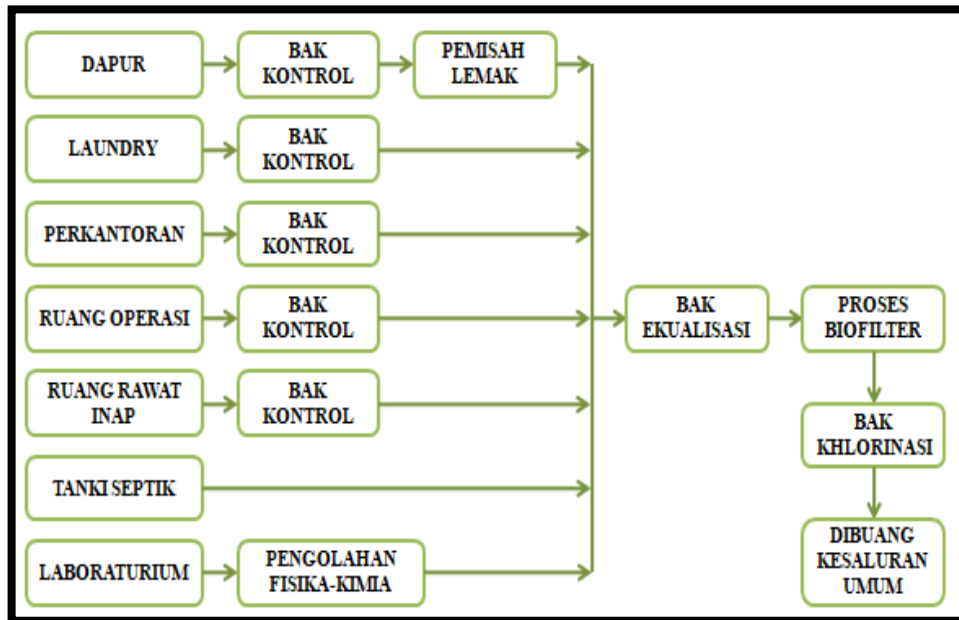 DAPUR
BAK
KONTROL
PEMISAH
LEMAK
LAUNDRY
BAK
KONTROL
PERKANTORAN
BAK
KONTROL
RUANG OPERASI
BAK
KONTROL
BAK
EKUALISASI
PROSES
BIOFILTER
RUANG RAWAT
INAP
BAK
KONTROL
BAK
KHLORINASI
TANKI SEPTIK
LABORATURIUM
PENGOLAHAN
FISIKA-KIMIA
DIBUANG
KESALURAN
UMUM